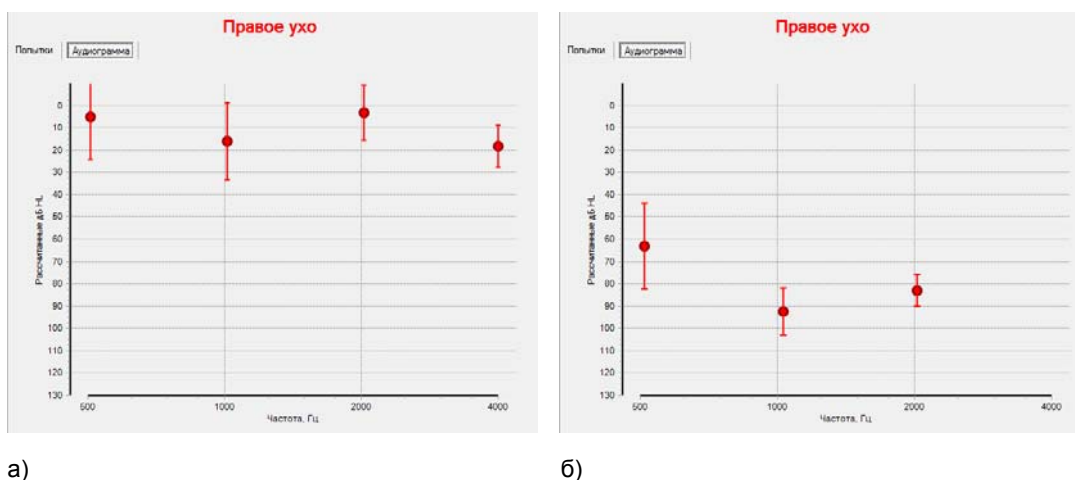 Правое ухо
Попытки Аудиограмма
Рассчитанные дБ HL
0
10
20
30
40
50
60
70
80
90
100
110
120
130
500 1000 2000 4000
Частота, Гц
а)
Правое ухо
Попытки Аудиограмма
Рассчитанные дБ HL
0
10
20
30
40
50
60
70
80
90
100
110
120
130
500 1000 2000 4000
Частота, Гц
б)